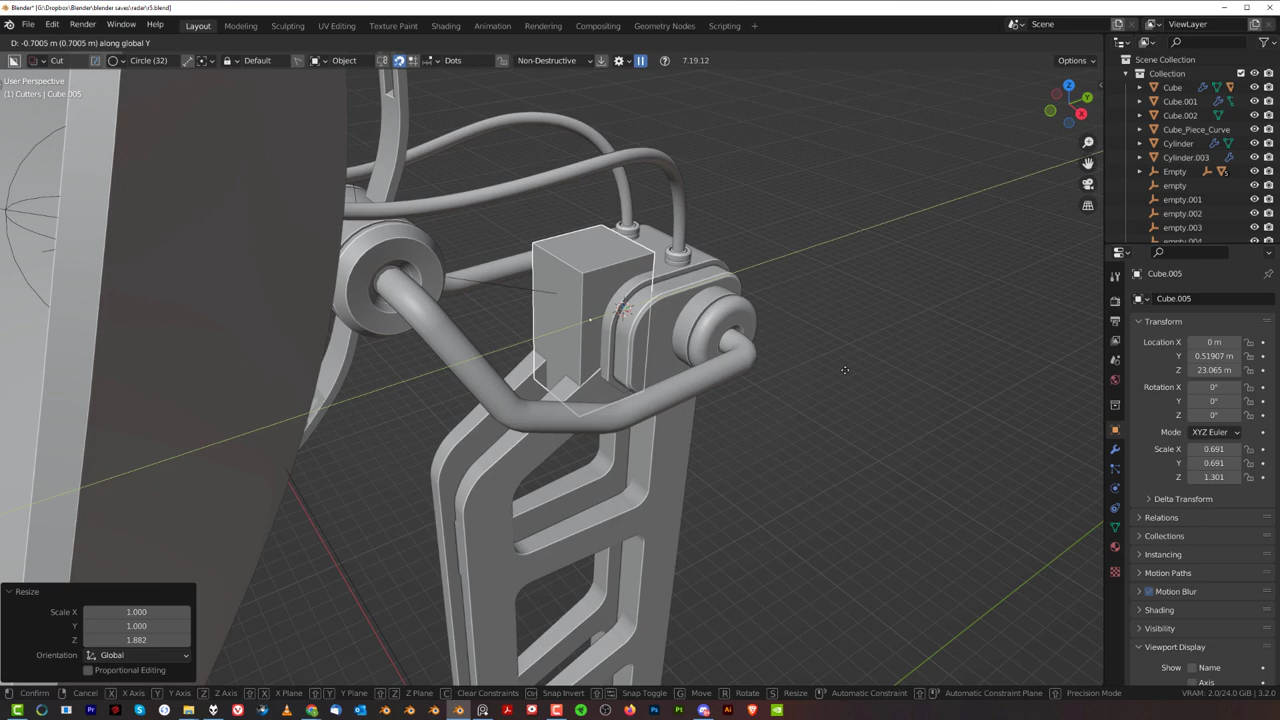 Blender* [G:\Dropbox\Blender\blender saves\radar\r5.blend]
File Edit Render Window Help Layout Modeling Sculpting UV Editing Texture Paint Shading Animation Rendering Compositing Geometry Nodes Scripting + Scene ViewLayer
D: -0.7005 m (0.7005 m) along global Y
Cut Circle (32) Default Object Dots Non-Destructive 7.19.12 Options
User Perspective
(1) Cutters | Cube.005
Z
Y
X
Scene Collection
Collection
Cube
Cube.001
Cube.002
Cube_Piece_Curve
Cylinder
Cylinder.003
Empty 5
empty
empty.001
empty.002
empty.003
empty.004
Cube.005
Cube.005
Transform
Location X 0 m
Y 0.51907 m
Z 23.065 m
Rotation X 0°
Y 0°
Z 0°
Mode XYZ Euler
Scale X 0.691
Y 0.691
Z 1.301
Delta Transform
Relations
Collections
Instancing
Motion Paths
Motion Blur
Shading
Visibility
Viewport Display
Show Name
Axis
Resize
Scale X 1.000
Y 1.000
Z 1.882
Orientation Global
Proportional Editing
Confirm Cancel X X Axis Y Y Axis Z Z Axis X X Plane Y Y Plane Z Z Plane C Clear Constraints Ctrl Snap Invert Snap Toggle G Move R Rotate S Resize Automatic Constraint Automatic Constraint Plane Precision Mode VRAM: 2.0/24.0 GiB | 3.2.0